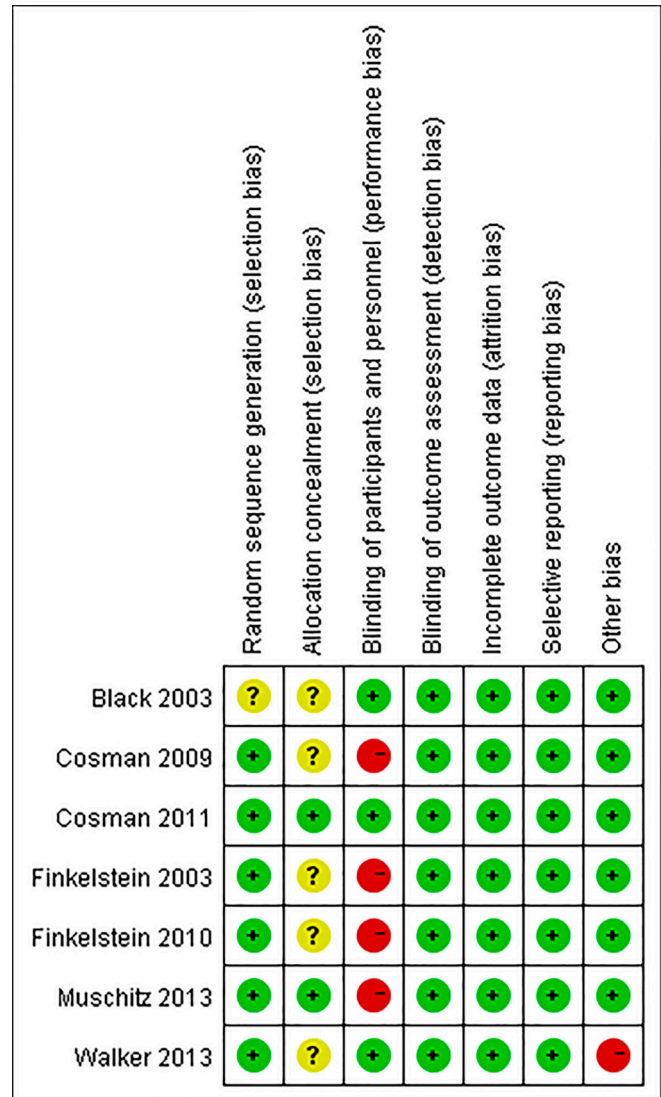 Random sequence generation (selection bias)
Allocation concealment (selection bias)
Blinding of participants and personnel (performance bias)
Blinding of outcome assessment (detection bias)
Incomplete outcome data (attrition bias)
Selective reporting (reporting bias)
Other bias
Black 2003 ? ? + + + + +
Cosman 2009 + ? - + + + +
Cosman 2011 + + + + + + +
Finkelstein 2003 + ? - + + + +
Finkelstein 2010 + ? - + + + +
Muschitz 2013 + + - + + + +
Walker 2013 + ? + + + + -